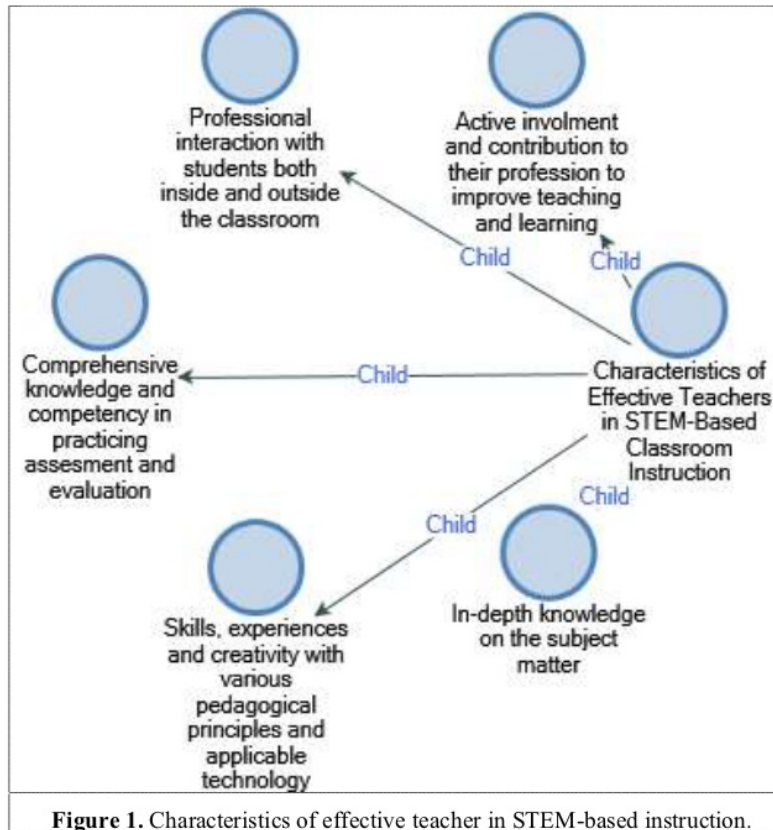 Professional
interaction with
students both
inside and outside
the classroom
Active involment
and contribution to
their profession to
improve teaching
and learning
Child
Child
Comprehensive
knowledge and
competency in
practicing
assesment and
evaluation
Child
Characteristics of
Effective Teachers
in STEM-Based
Classroom
Instruction
Child
Child
Skills, experiences
and creativity with
various
pedagogical
principles and
applicable
technology
In-depth knowledge
on the subject
matter
Figure 1. Characteristics of effective teacher in STEM-based instruction.